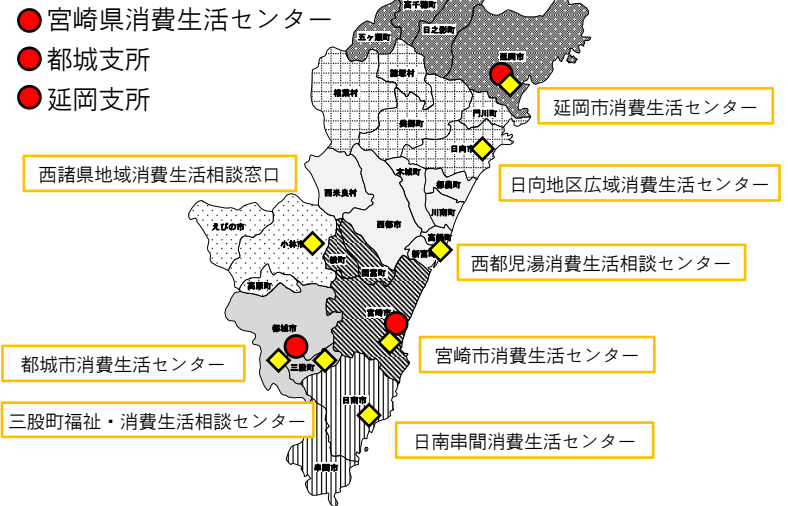 宮崎県消費生活センター
都城支所
延岡支所
高千穂町
五ヶ瀬町
日之影町
延岡市
諸塚村
椎葉村
門川町
美郷町
延岡市消費生活センター
日向市
西諸県地域消費生活相談窓口
木城町
都農町
日向地区広域消費生活センター
西米良村
川南町
えびの市
西都市
高鍋町
小林市
新富町
綾町
国富町
西都児湯消費生活相談センター
高原町
宮崎市
都城市
宮崎市消費生活センター
都城市消費生活センター
三股町
日南市
三股町福祉・消費生活相談センター
日南串間消費生活センター
串間市